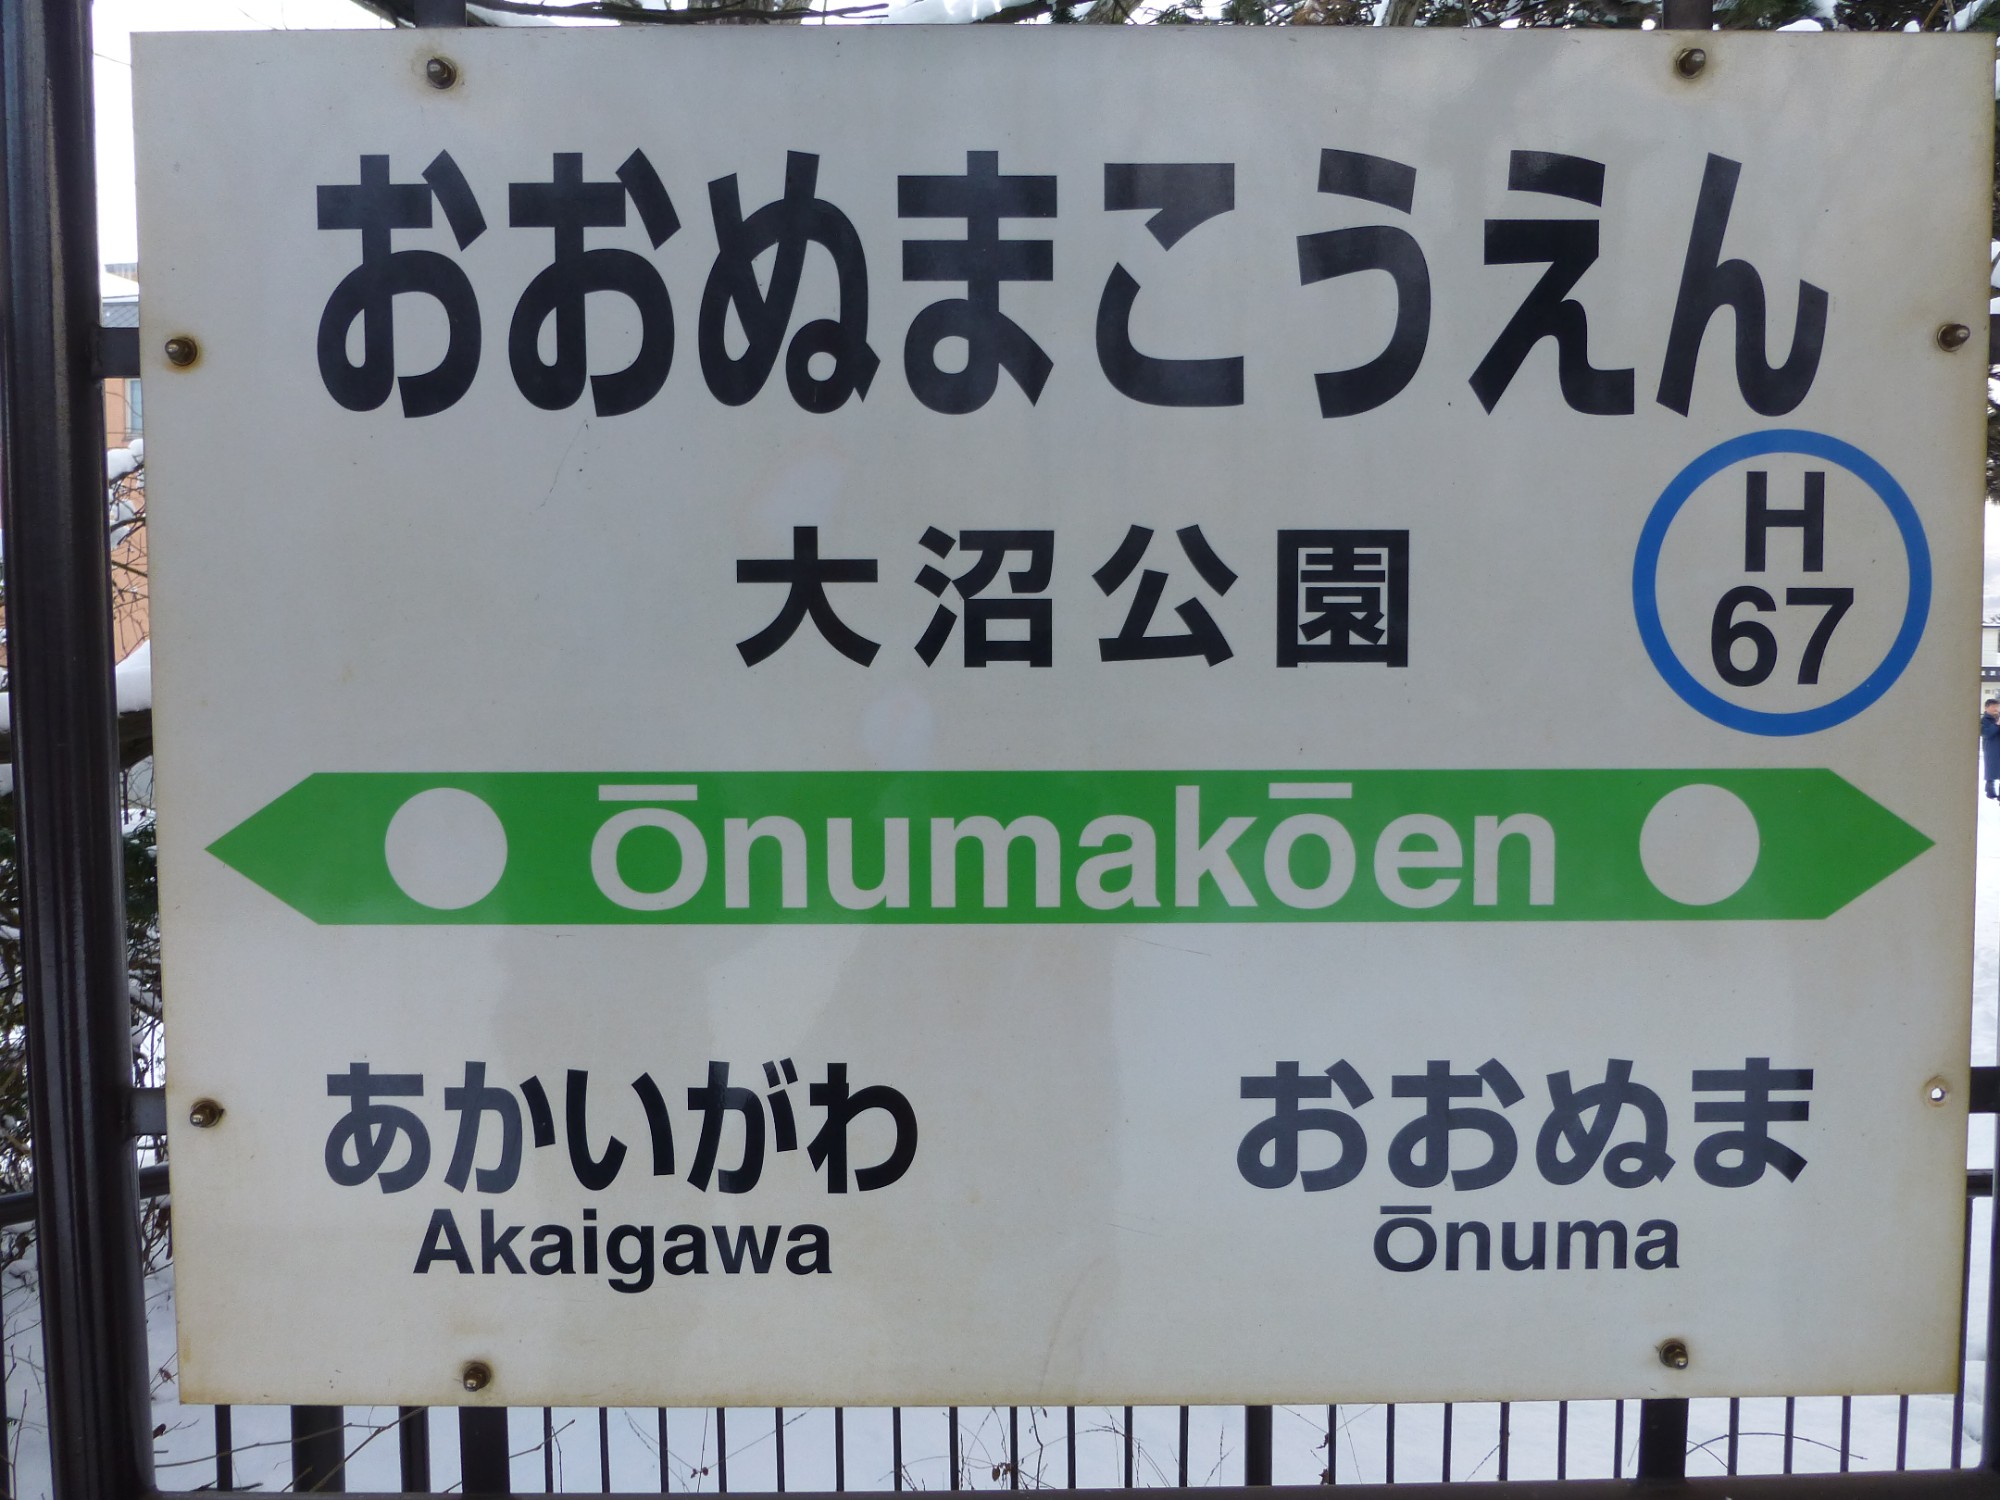 おおぬまこうえん
大沼公園
H
67
Ōnumakōen
あかいがわ
Akaigawa
おおぬま
Ōnuma